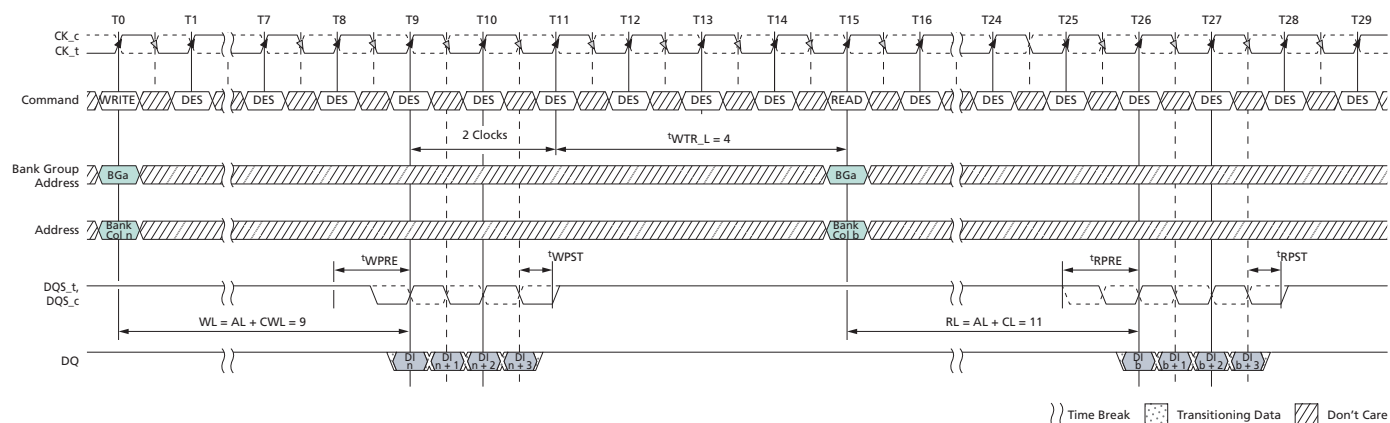 T0 T1 T7 T8 T9 T10 T11 T12 T13 T14 T15 T16 T24 T25 T26 T27 T28 T29
CK_c
CK_t
Command WRITE DES DES DES DES DES DES DES DES DES READ DES DES DES DES DES DES DES
2 Clocks tWTR_L = 4
Bank Group
Address BGa BGa
Address Bank
Col n Bank
Col b
tWPRE tWPST tRPRE tRPST
DQS_t,
DQS_c
WL = AL + CWL = 9 RL = AL + CL = 11
DQ DI
n DI
n + 1 DI
n + 2 DI
n + 3 DI
b DI
b + 1 DI
b + 2 DI
b + 3
Time Break Transitioning Data Don't Care